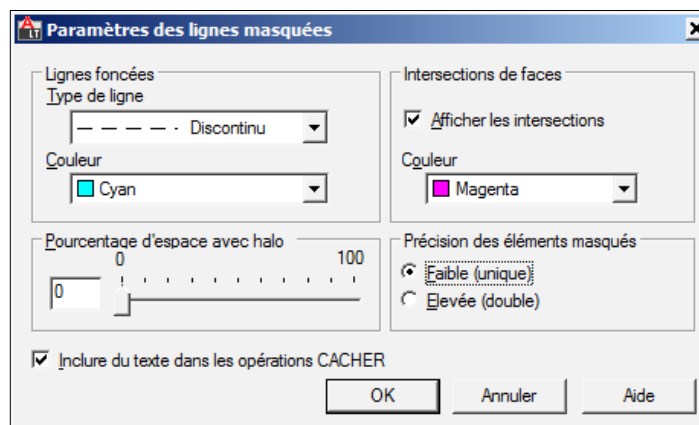 LT Paramètres des lignes masquées
Lignes foncées
Type de ligne
Discontinu
Couleur
Cyan
Intersections de faces
Afficher les intersections
Couleur
Magenta
Pourcentage d'espace avec halo
0 100
0
Précision des éléments masqués
Faible (unique)
Elevée (double)
Inclure du texte dans les opérations CACHER
OK Annuler Aide